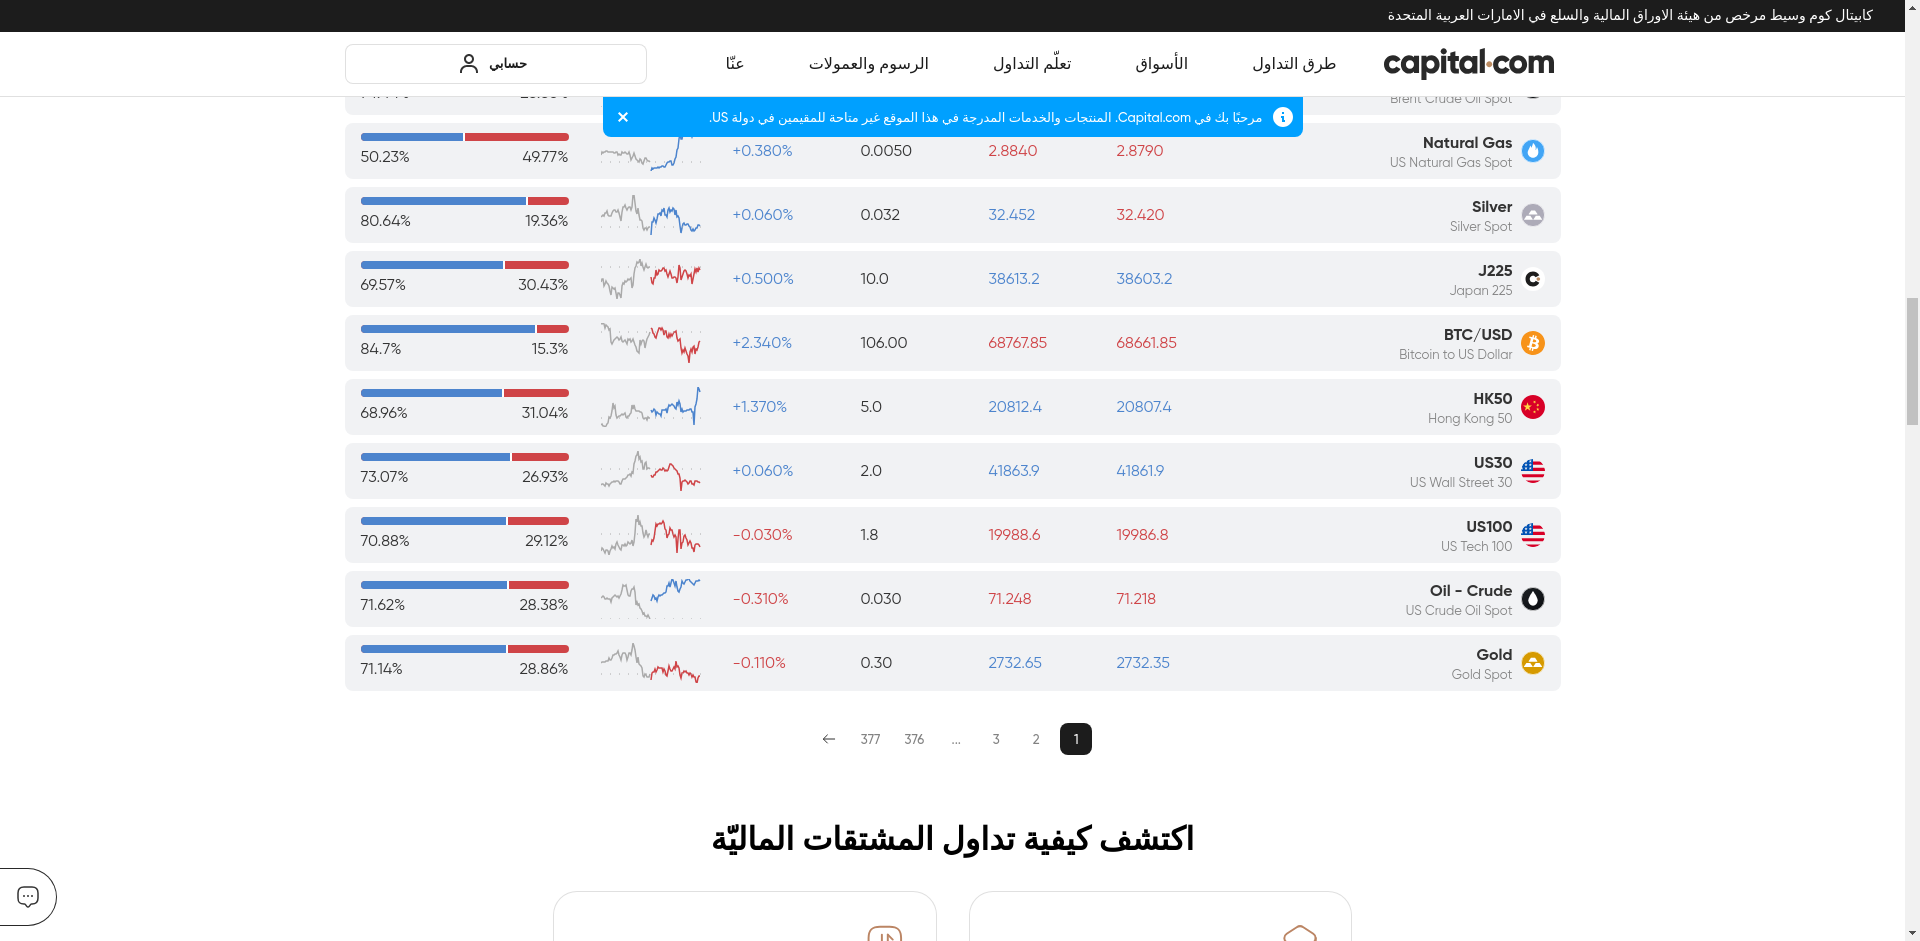 كابيتال كوم وسيط مرخص من هيئة الاوراق المالية والسلع في الامارات العربية المتحدة
capital.com
طرق التداول
الأسواق
تعلّم التداول
الرسوم والعمولات
عنّا
حسابي
مرحبًا بك في Capital.com. المنتجات والخدمات المدرجة في هذا الموقع غير متاحة للمقيمين في دولة US.
Brent Crude Oil Spot
Natural Gas
US Natural Gas Spot
2.8790
2.8840
0.0050
+0.380%
49.77%
50.23%
Silver
Silver Spot
32.420
32.452
0.032
+0.060%
19.36%
80.64%
J225
Japan 225
38603.2
38613.2
10.0
+0.500%
30.43%
69.57%
BTC/USD
Bitcoin to US Dollar
68661.85
68767.85
106.00
+2.340%
15.3%
84.7%
HK50
Hong Kong 50
20807.4
20812.4
5.0
+1.370%
31.04%
68.96%
US30
US Wall Street 30
41861.9
41863.9
2.0
+0.060%
26.93%
73.07%
US100
US Tech 100
19986.8
19988.6
1.8
-0.030%
29.12%
70.88%
Oil - Crude
US Crude Oil Spot
71.218
71.248
0.030
-0.310%
28.38%
71.62%
Gold
Gold Spot
2732.35
2732.65
0.30
-0.110%
28.86%
71.14%
1
2
3
...
376
377
اكتشف كيفية تداول المشتقات الماليّة